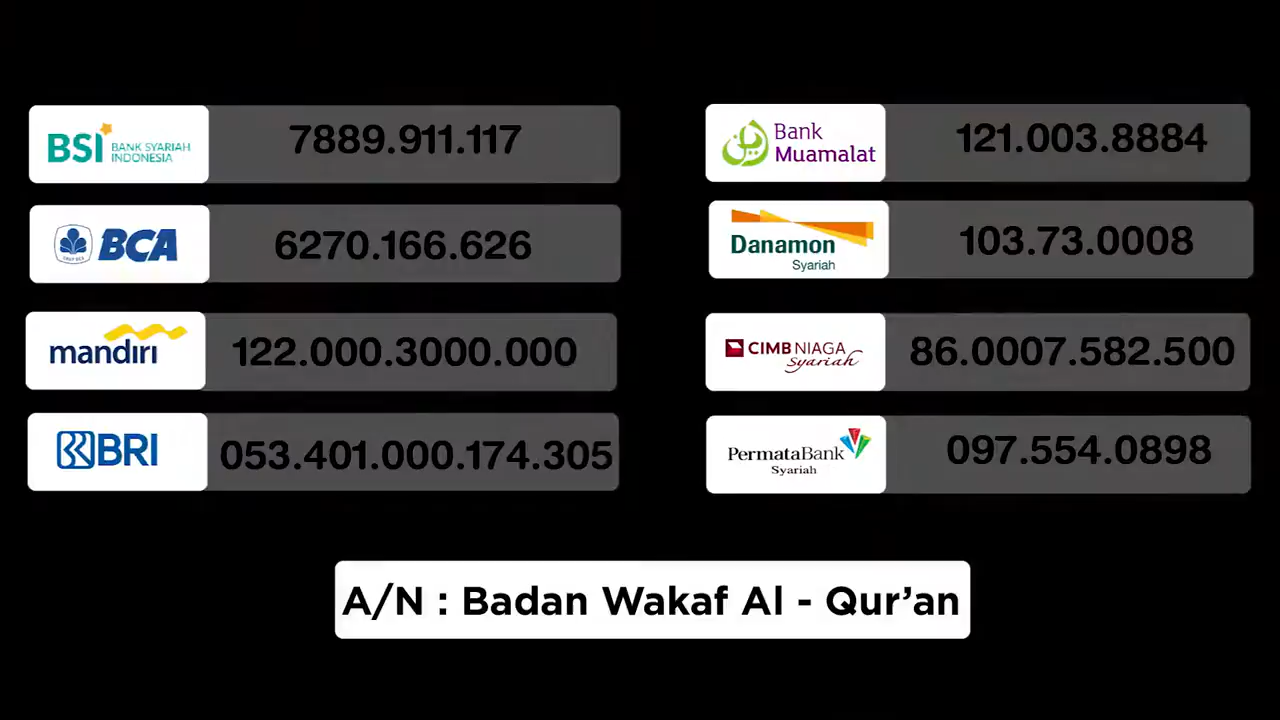 BSI BANK SYARIAH INDONESIA
7889.911.117
BCA
6270.166.626
mandiri
122.000.3000.000
BRI
053.401.000.174.305
Bank Muamalat
121.003.8884
Danamon Syariah
103.73.0008
CIMB NIAGA Syariah
86.0007.582.500
PermataBank Syariah
097.554.0898
A/N : Badan Wakaf Al - Qur’an